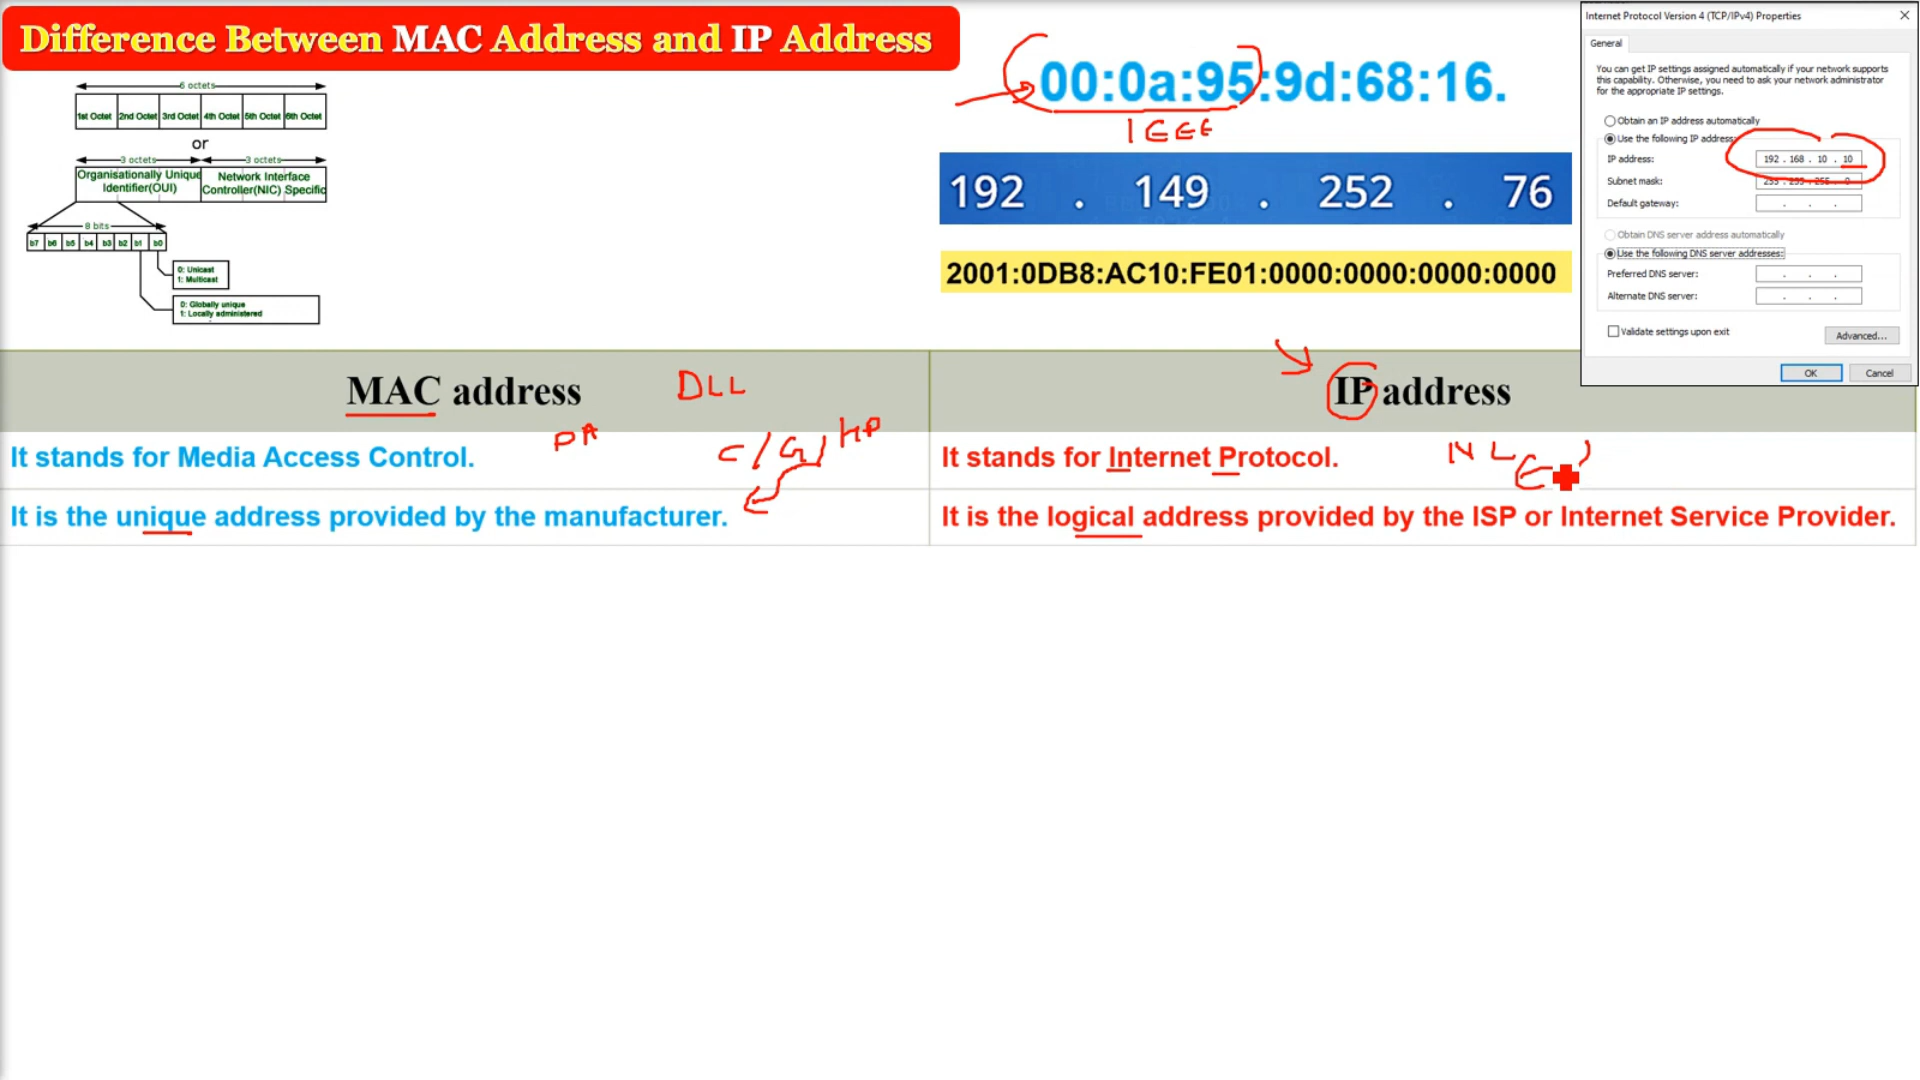 Difference Between MAC Address and IP Address
6 octets
1st Octet 2nd Octet 3rd Octet 4th Octet 5th Octet 6th Octet
or
3 octets 3 octets
Organisationally Unique Identifier(OUI)
Network Interface Controller(NIC) Specific
8 bits
b7 b6 b5 b4 b3 b2 b1 b0
0: Unicast
1: Multicast
0: Globally unique
1: Locally administered
00:0a:95:9d:68:16.
IEEE
192 . 149 . 252 . 76
2001:0DB8:AC10:FE01:0000:0000:0000:0000
Internet Protocol Version 4 (TCP/IPv4) Properties
General
You can get IP settings assigned automatically if your network supports
this capability. Otherwise, you need to ask your network administrator
for the appropriate IP settings.
Obtain an IP address automatically
Use the following IP address:
IP address: 192 . 168 . 10 . 10
Subnet mask: 255 . 255 . 255 . 0
Default gateway: . . .
Obtain DNS server address automatically
Use the following DNS server addresses:
Preferred DNS server: . . .
Alternate DNS server: . . .
Validate settings upon exit
Advanced...
OK Cancel
MAC address DLL
IP address
It stands for Media Access Control. PA C/G/HP
It stands for Internet Protocol. NL
It is the unique address provided by the manufacturer.
It is the logical address provided by the ISP or Internet Service Provider.